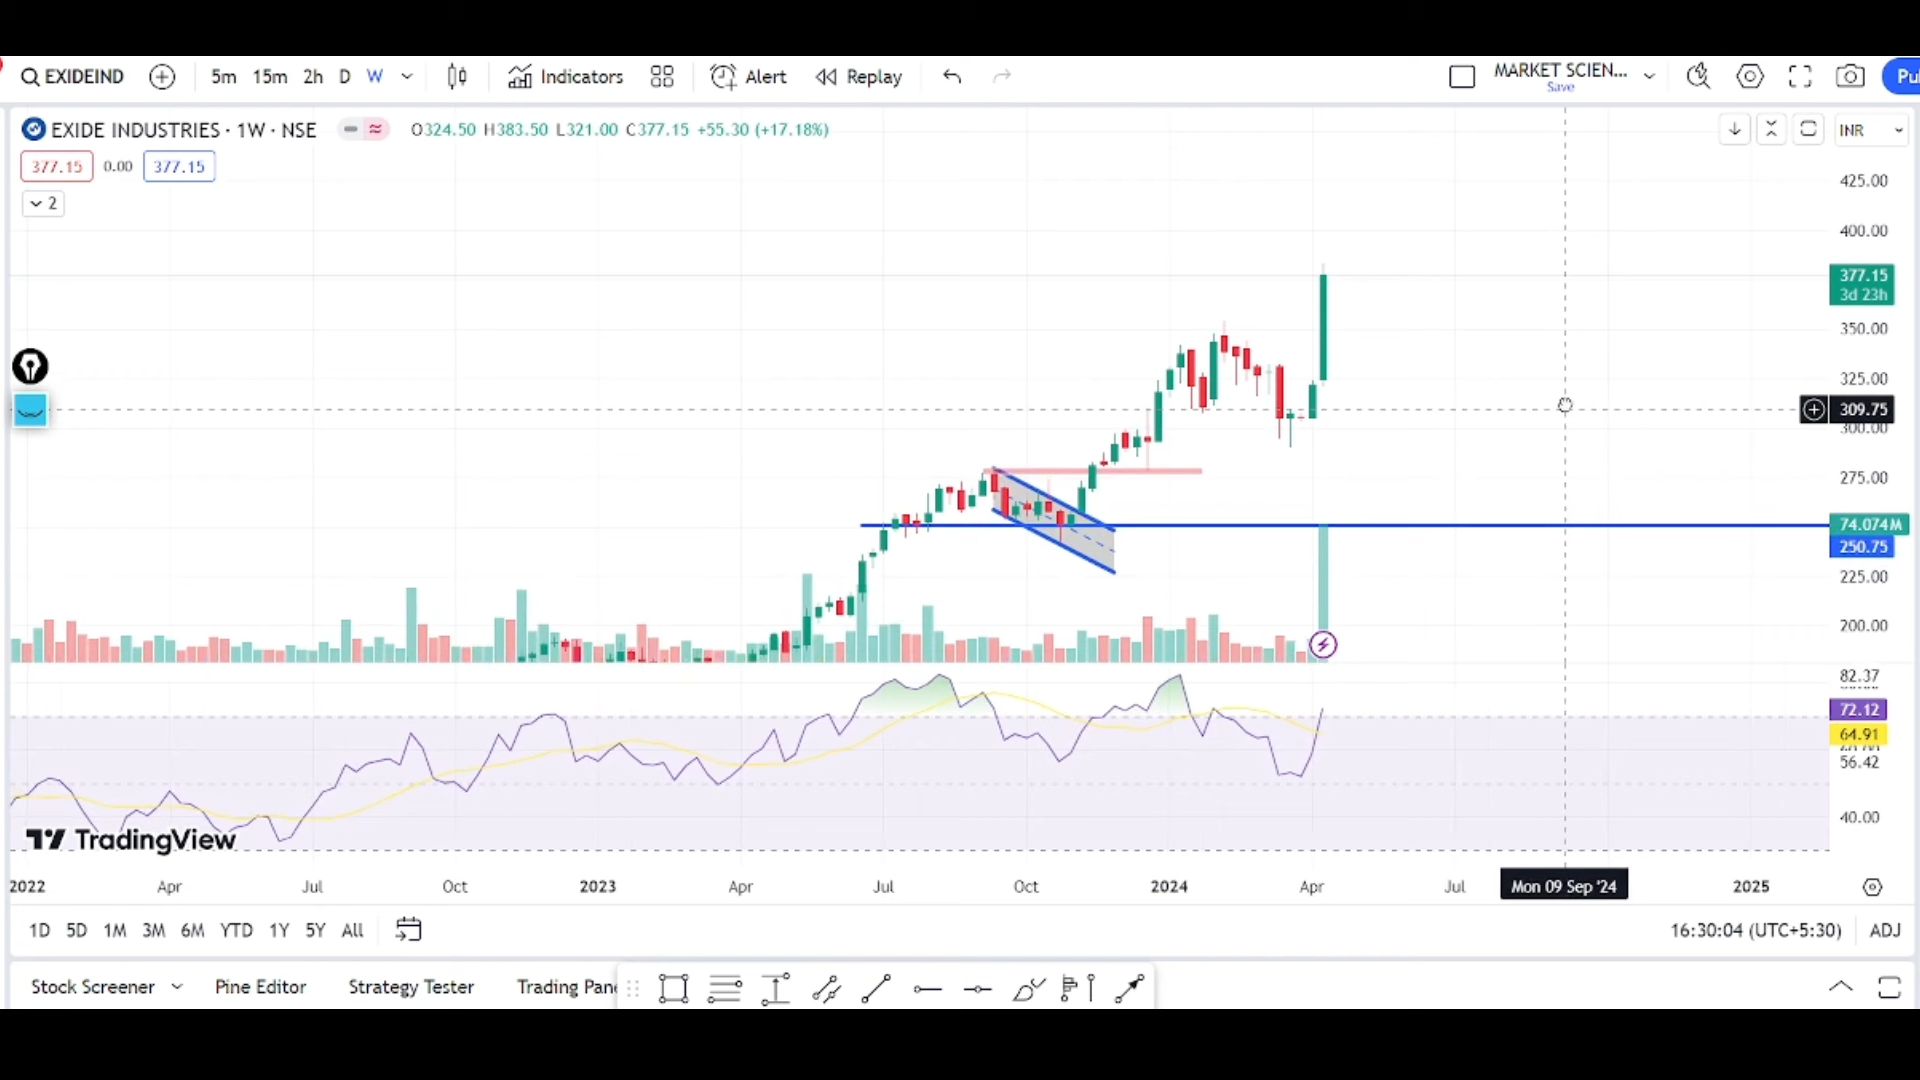 EXIDEIND 5m 15m 2h D W Indicators Alert Replay MARKET SCIEN... Save Pu
EXIDE INDUSTRIES · 1W · NSE O324.50 H383.50 L321.00 C377.15 +55.30 (+17.18%) INR
377.15 0.00 377.15
2
425.00
400.00
377.15
3d 23h
350.00
325.00
309.75
300.00
275.00
74.074M
250.75
225.00
200.00
82.37
72.12
64.91
56.42
40.00
TradingView
2022 Apr Jul Oct 2023 Apr Jul Oct 2024 Apr Jul Mon 09 Sep '24 2025
1D 5D 1M 3M 6M YTD 1Y 5Y All 16:30:04 (UTC+5:30) ADJ
Stock Screener Pine Editor Strategy Tester Trading Pane